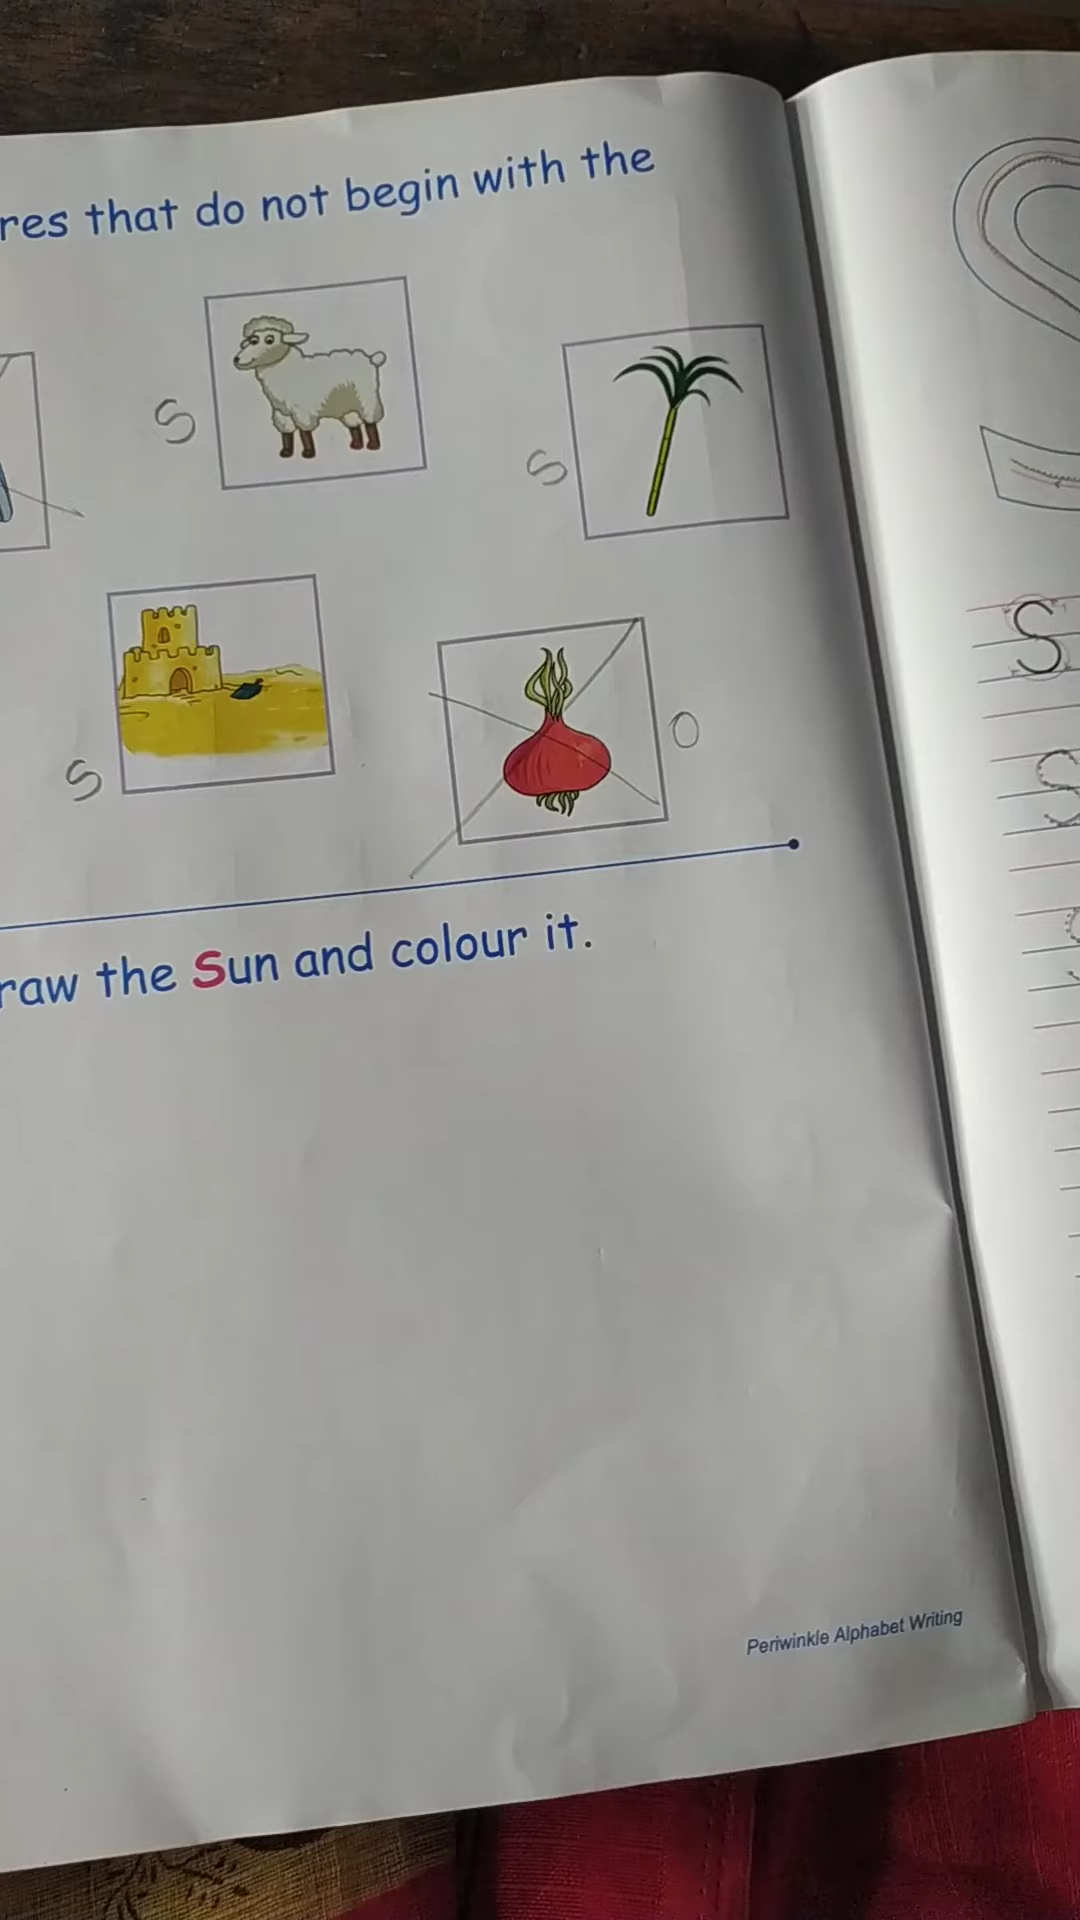 res that do not begin with the
S
S
S
O
raw the Sun and colour it.
Periwinkle Alphabet Writing
S
S